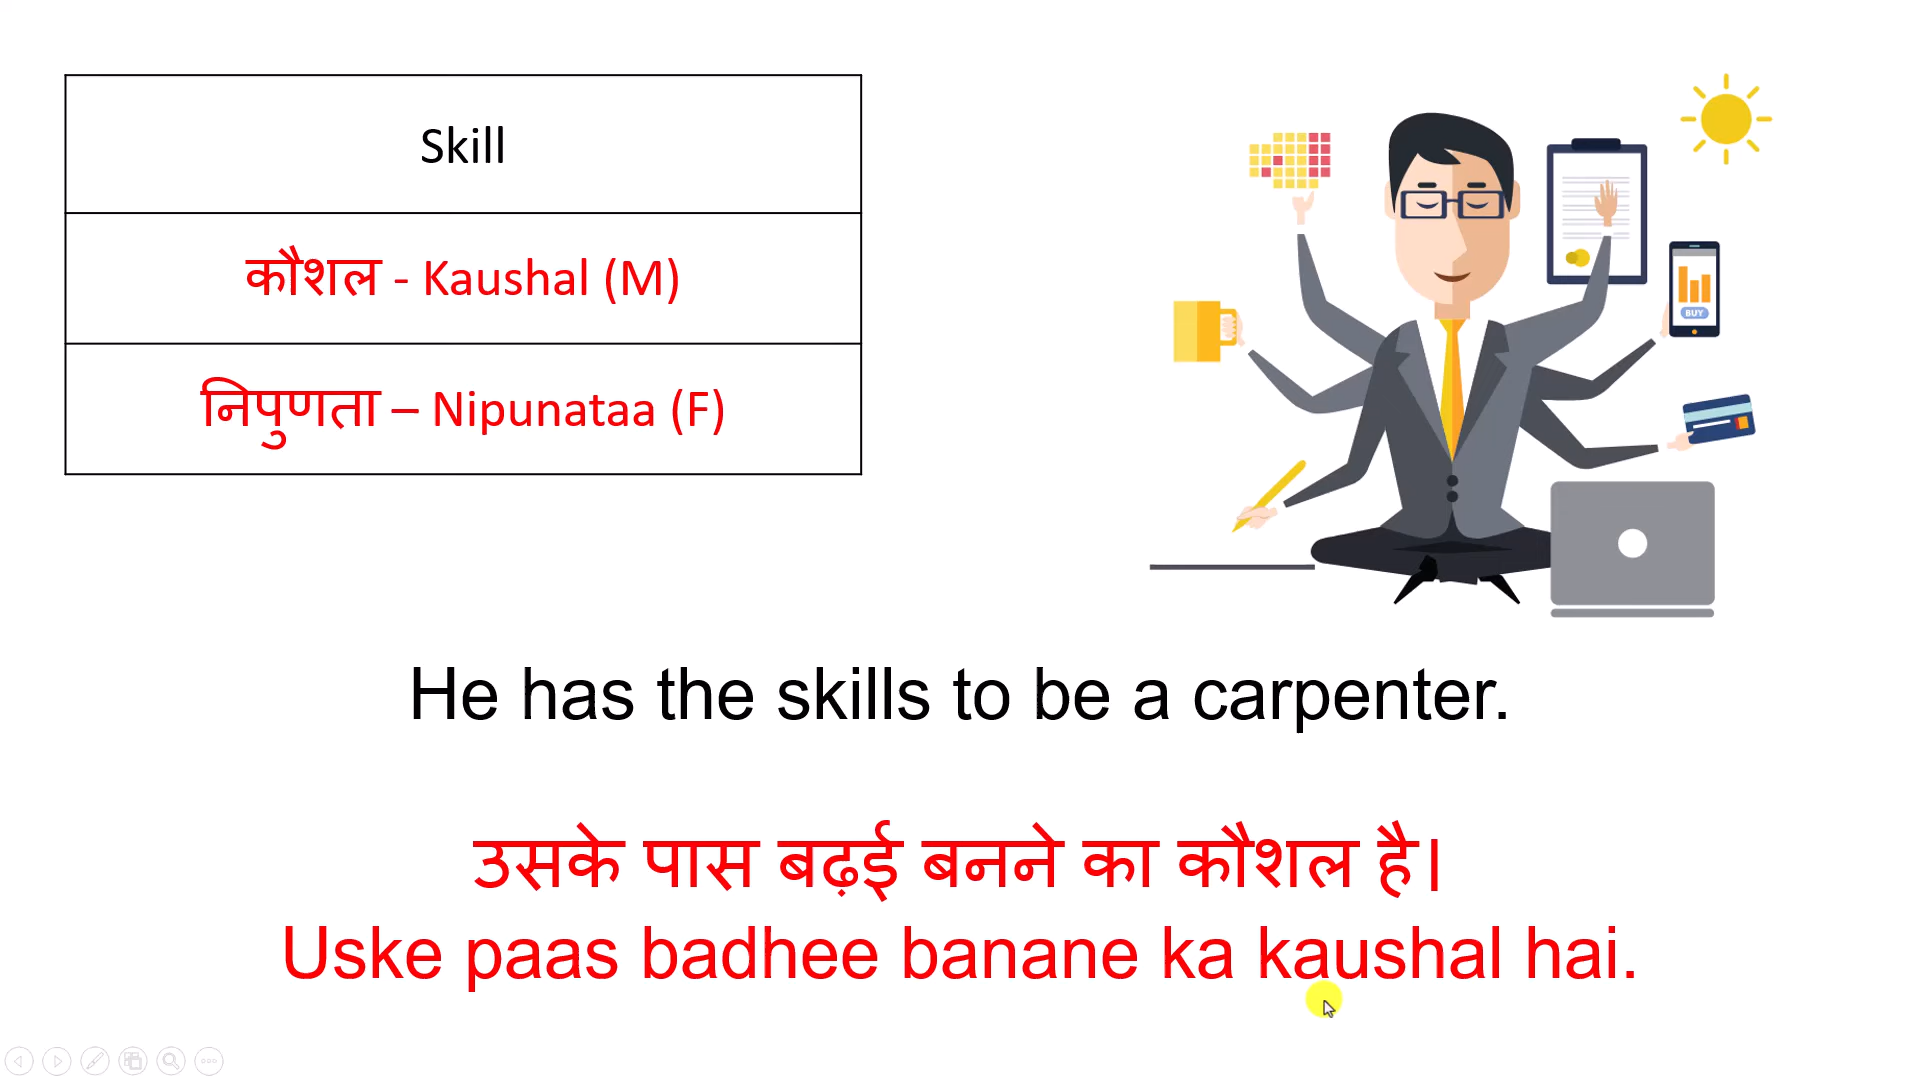 Skill
कौशल - Kaushal (M)
निपुणता – Nipunataa (F)
BUY
He has the skills to be a carpenter.
उसके पास बढ़ई बनने का कौशल है।
Uske paas badhee banane ka kaushal hai.